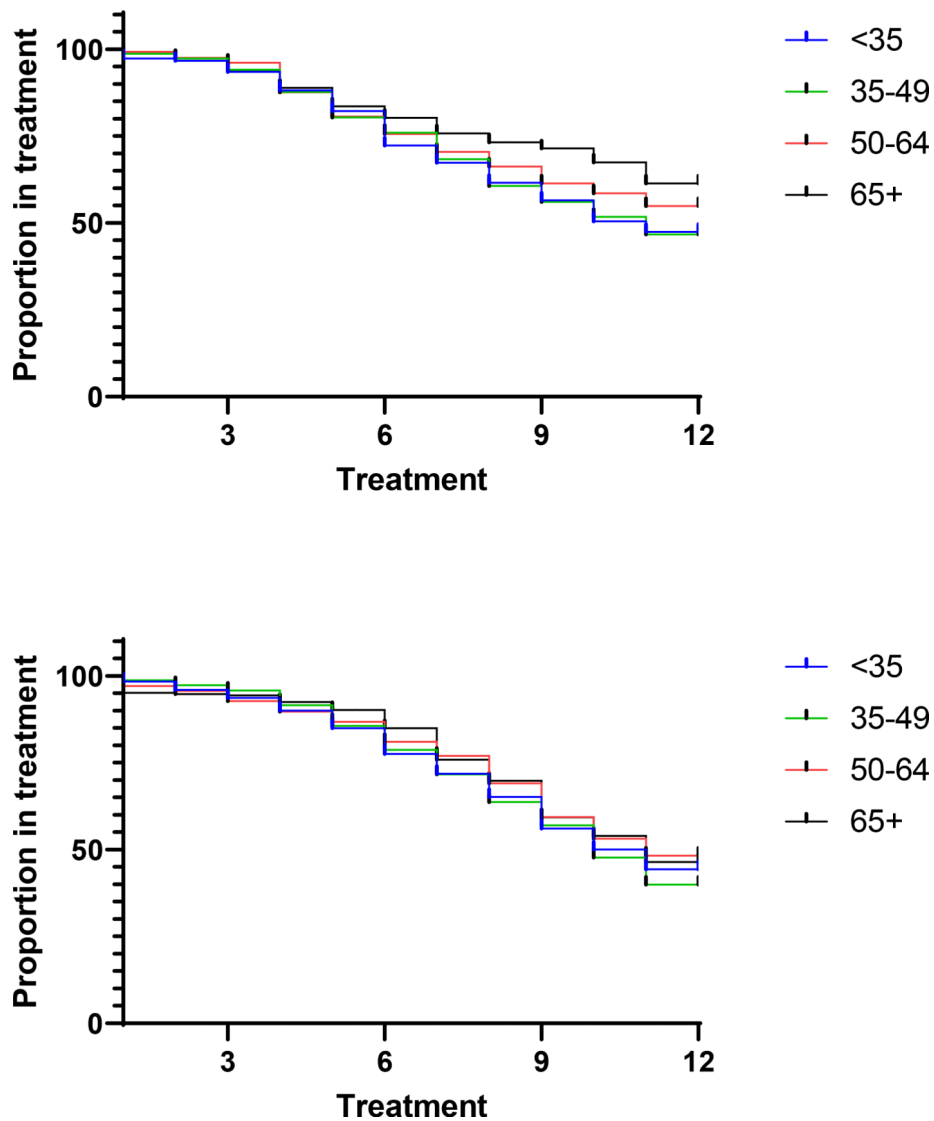 Proportion in treatment
100
50
0
3 6 9 12
Treatment
<35
35-49
50-64
65+
Proportion in treatment
100
50
0
3 6 9 12
Treatment
<35
35-49
50-64
65+